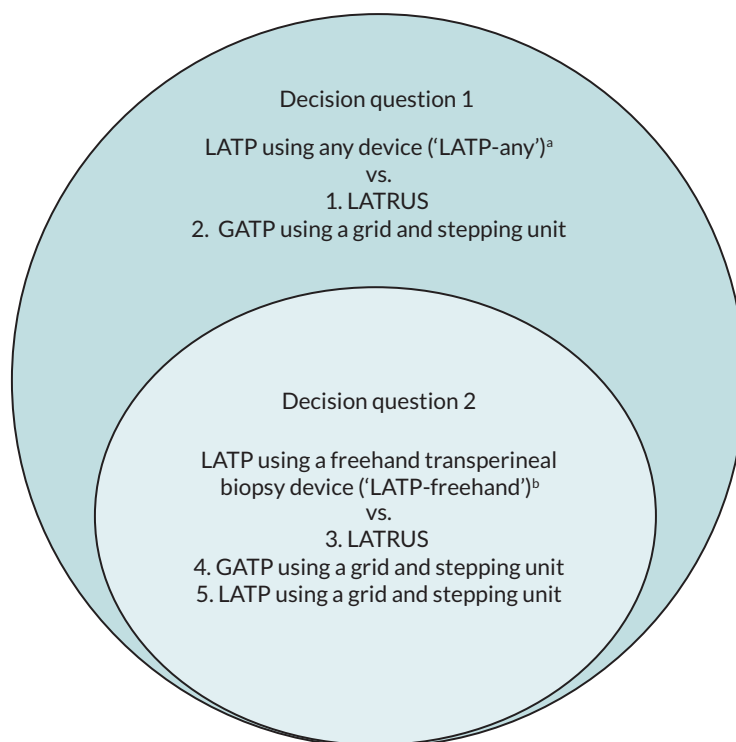 Decision question 1
LATP using any device (‘LATP-any’)ᵃ
vs.
1. LATRUS
2. GATP using a grid and stepping unit
Decision question 2
LATP using a freehand transperineal
biopsy device (‘LATP-freehand’)ᵇ
vs.
3. LATRUS
4. GATP using a grid and stepping unit
5. LATP using a grid and stepping unit